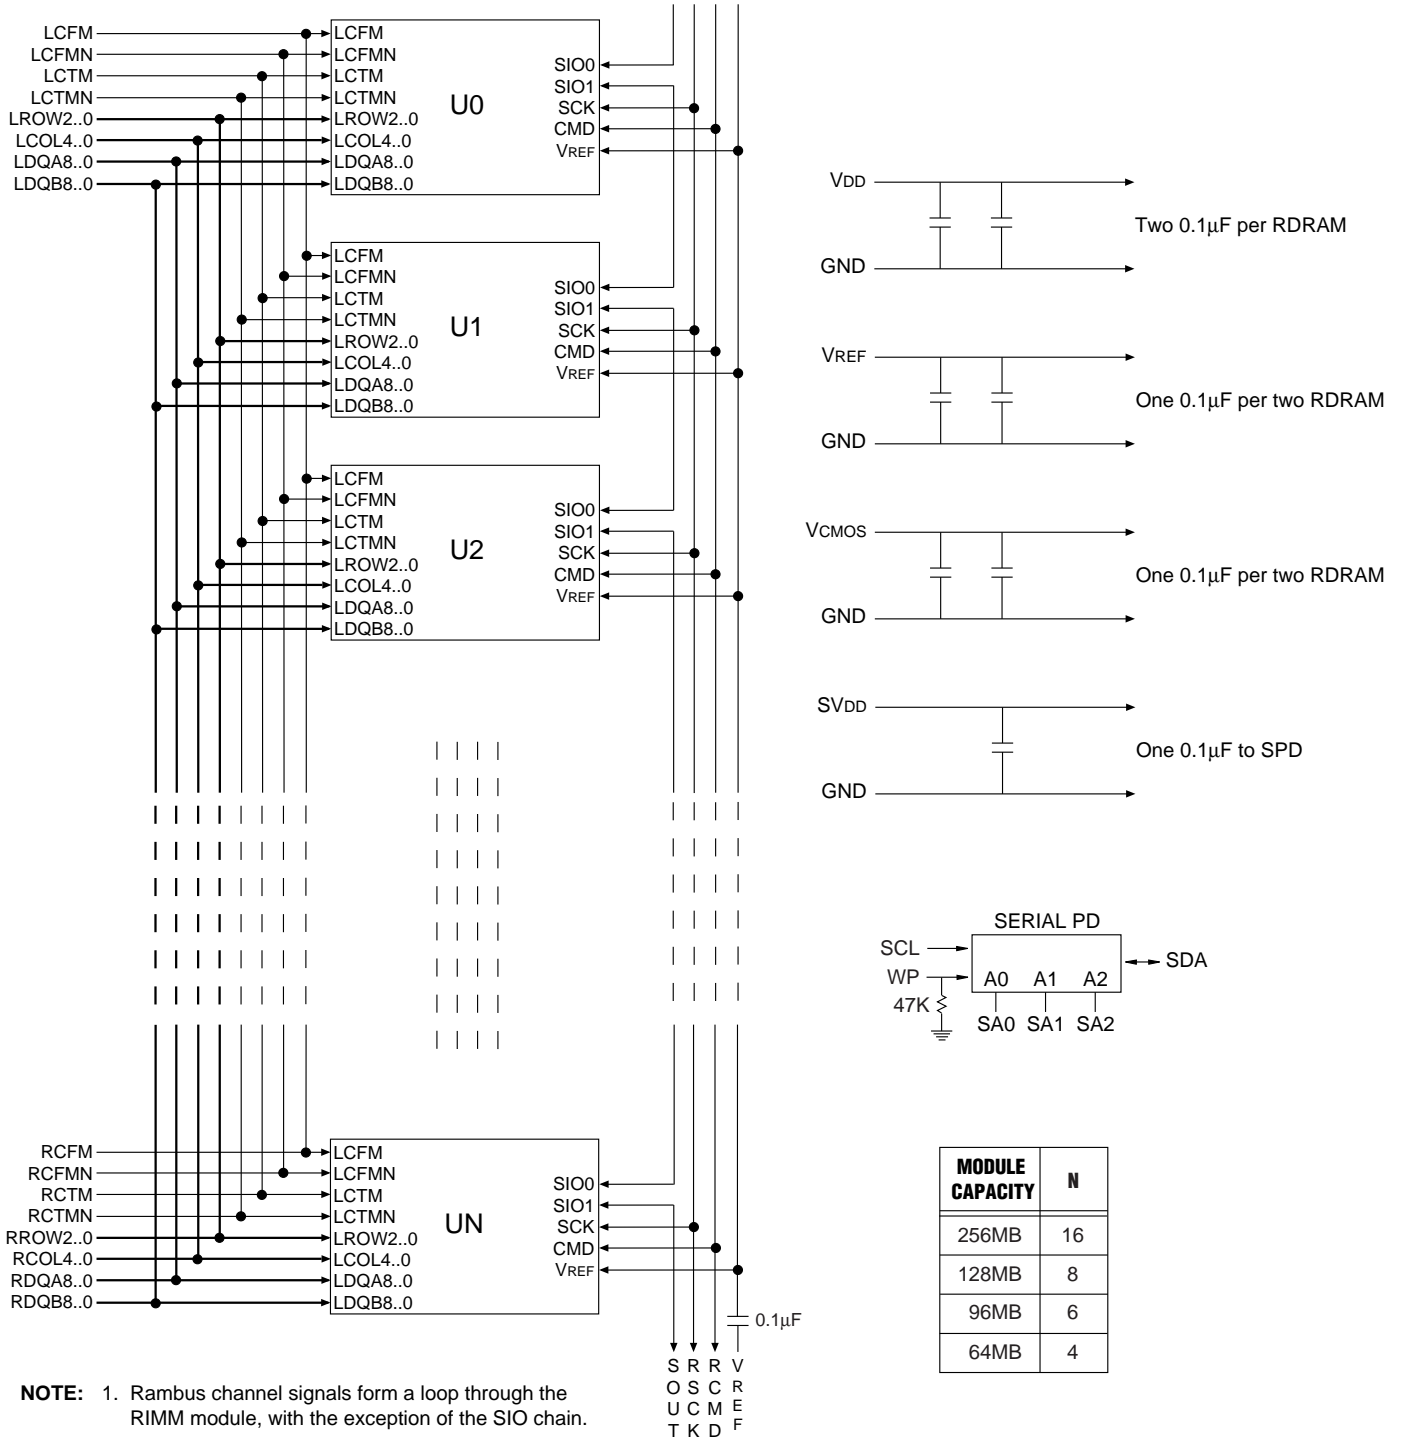 LCFM
LCFMN
LCTM
LCTMN
LROW2..0
LCOL4..0
LDQA8..0
LDQB8..0
LCFM
LCFMN
LCTM
LCTMN
LROW2..0
LCOL4..0
LDQA8..0
LDQB8..0
U0
SIO0
SIO1
SCK
CMD
VREF
LCFM
LCFMN
LCTM
LCTMN
LROW2..0
LCOL4..0
LDQA8..0
LDQB8..0
U1
SIO0
SIO1
SCK
CMD
VREF
LCFM
LCFMN
LCTM
LCTMN
LROW2..0
LCOL4..0
LDQA8..0
LDQB8..0
U2
SIO0
SIO1
SCK
CMD
VREF
RCFM
RCFMN
RCTM
RCTMN
RROW2..0
RCOL4..0
RDQA8..0
RDQB8..0
LCFM
LCFMN
LCTM
LCTMN
LROW2..0
LCOL4..0
LDQA8..0
LDQB8..0
UN
SIO0
SIO1
SCK
CMD
VREF
0.1µF
SOUT
RSCK
RCMD
VREF
VDD
GND
Two 0.1µF per RDRAM
VREF
GND
One 0.1µF per two RDRAM
VCMOS
GND
One 0.1µF per two RDRAM
SVDD
GND
One 0.1µF to SPD
SERIAL PD
SCL
WP
47K
A0 A1 A2
SDA
SA0 SA1 SA2
MODULE CAPACITY N
256MB 16
128MB 8
96MB 6
64MB 4
NOTE: 1. Rambus channel signals form a loop through the
RIMM module, with the exception of the SIO chain.